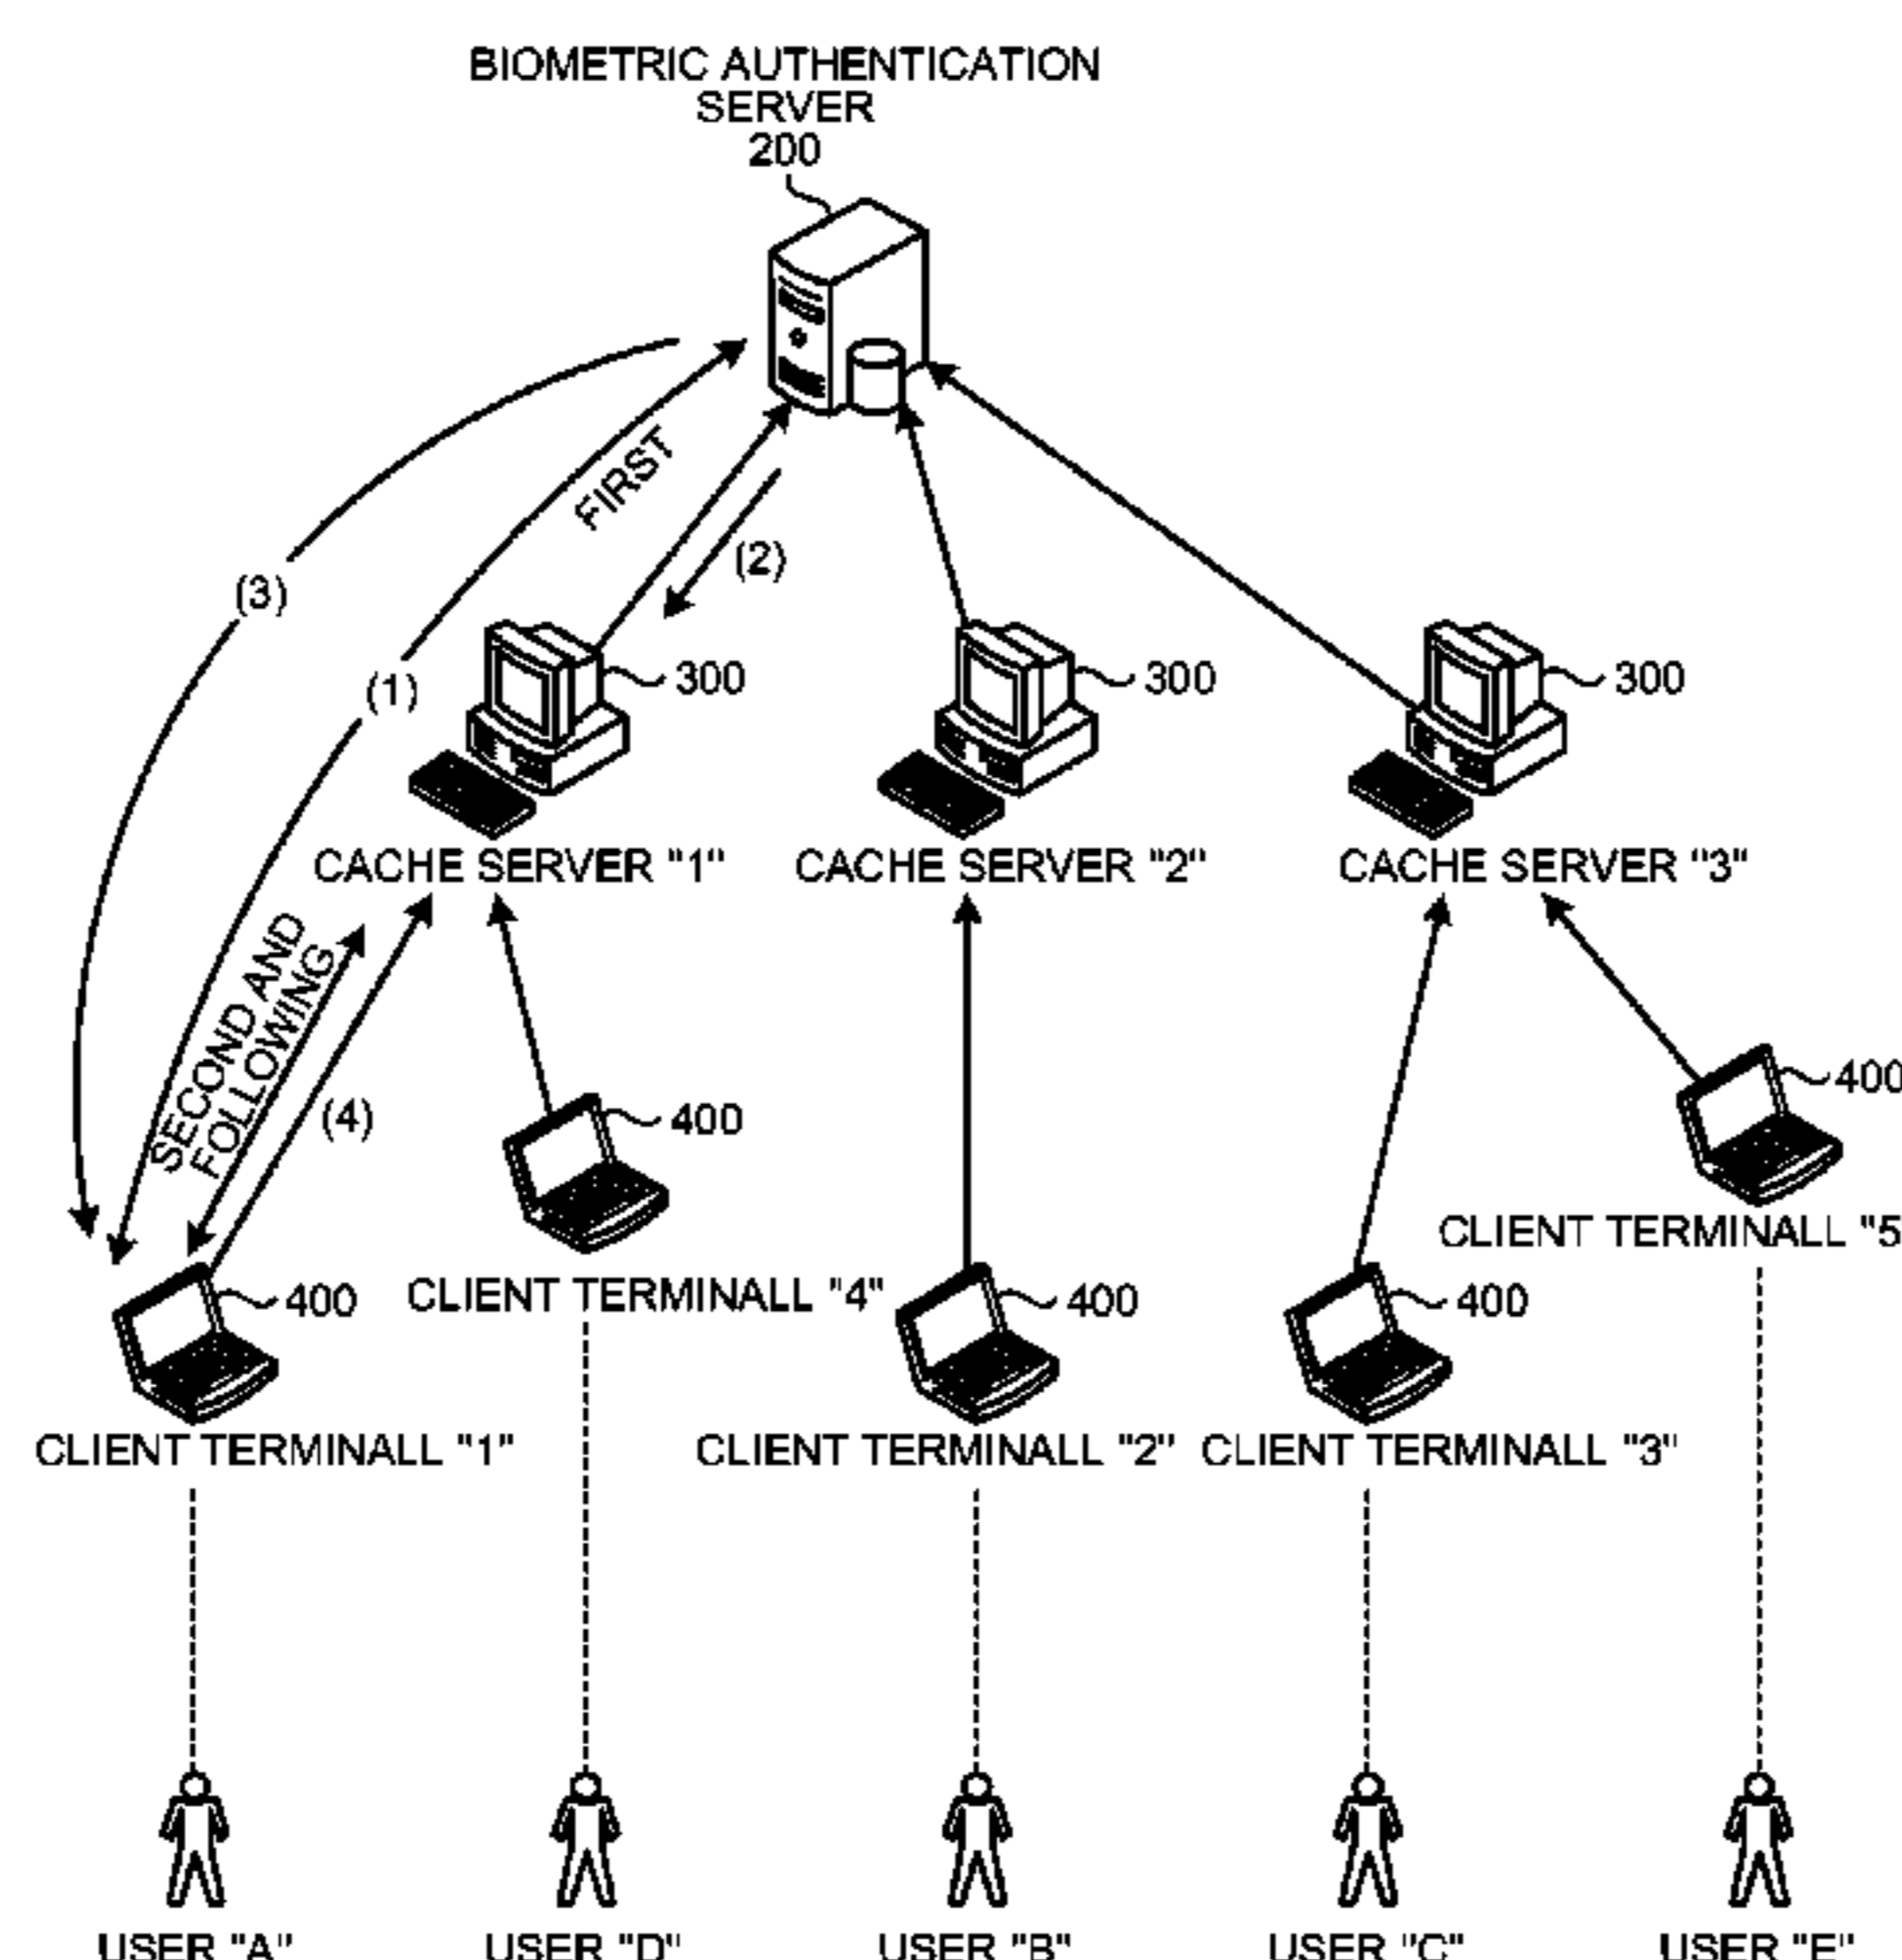 BIOMETRIC AUTHENTICATION
SERVER
200
FIRST
(2)
(3)
(1)
300
300
300
CACHE SERVER "1"
CACHE SERVER "2"
CACHE SERVER "3"
SECOND AND
FOLLOWING
(4)
400
400
CLIENT TERMINALL "5
400
CLIENT TERMINALL "4"
400
400
CLIENT TERMINALL "1"
CLIENT TERMINALL "2"
CLIENT TERMINALL "3"
USER "A"
USER "D"
USER "B"
USER "C"
USER "E"